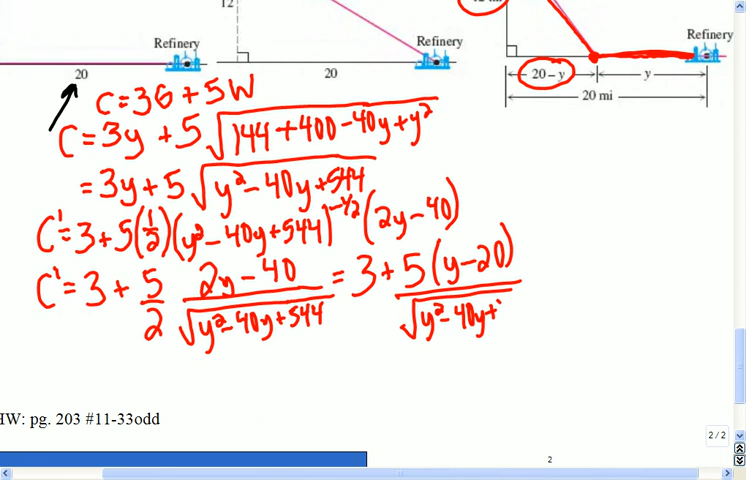 12
Refinery
Refinery
Refinery
20
20
20 – y
y
20 mi
C = 3G + 5W
C = 3y + 5√(144 + 400 - 40y + y²)
= 3y + 5√(y² - 40y + 544)
C' = 3 + 5(1/2)(y² - 40y + 544)^(-1/2) (2y - 40)
C' = 3 + 5/2 (2y - 40)/√(y² - 40y + 544) = 3 + 5(y - 20)/√(y² - 40y +
HW: pg. 203 #11-33odd
2 / 2
2